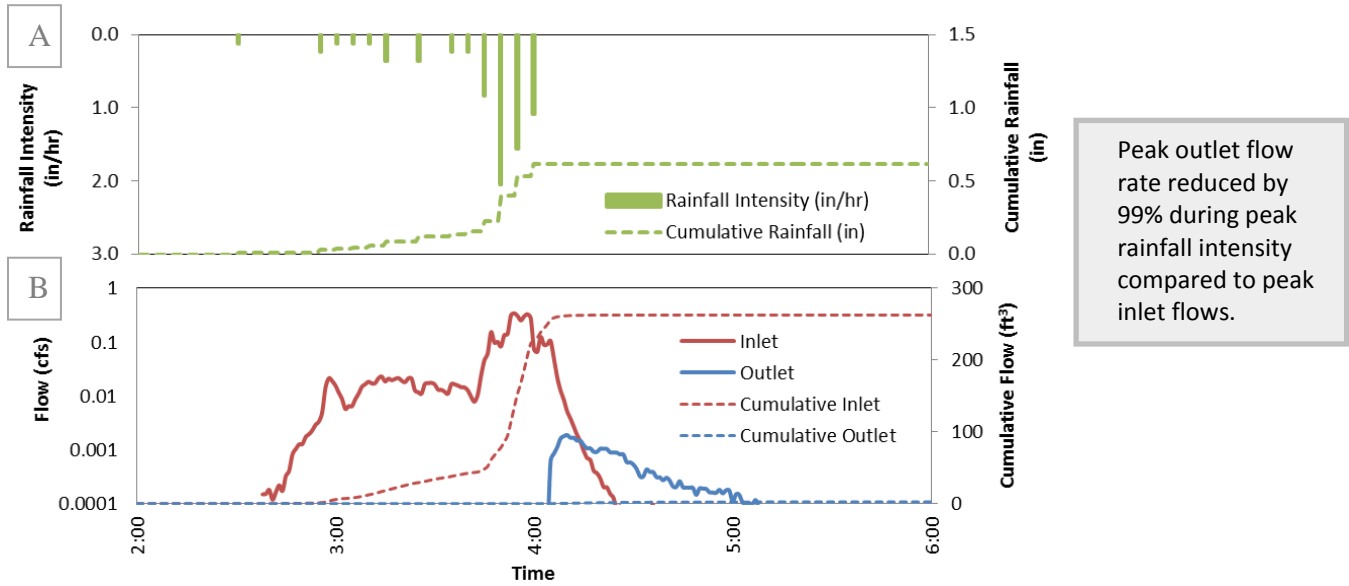 A
0.0
1.0
2.0
3.0
Rainfall Intensity
(in/hr)
Rainfall Intensity (in/hr)
Cumulative Rainfall (in)
1.5
1.0
0.5
0.0
Cumulative Rainfall
(in)
B
1
0.1
0.01
0.001
0.0001
Flow (cfs)
Inlet
Outlet
Cumulative Inlet
Cumulative Outlet
300
200
100
0
Cumulative Flow (ft³)
2:00
3:00
4:00
5:00
6:00
Time
Peak outlet flow
rate reduced by
99% during peak
rainfall intensity
compared to peak
inlet flows.